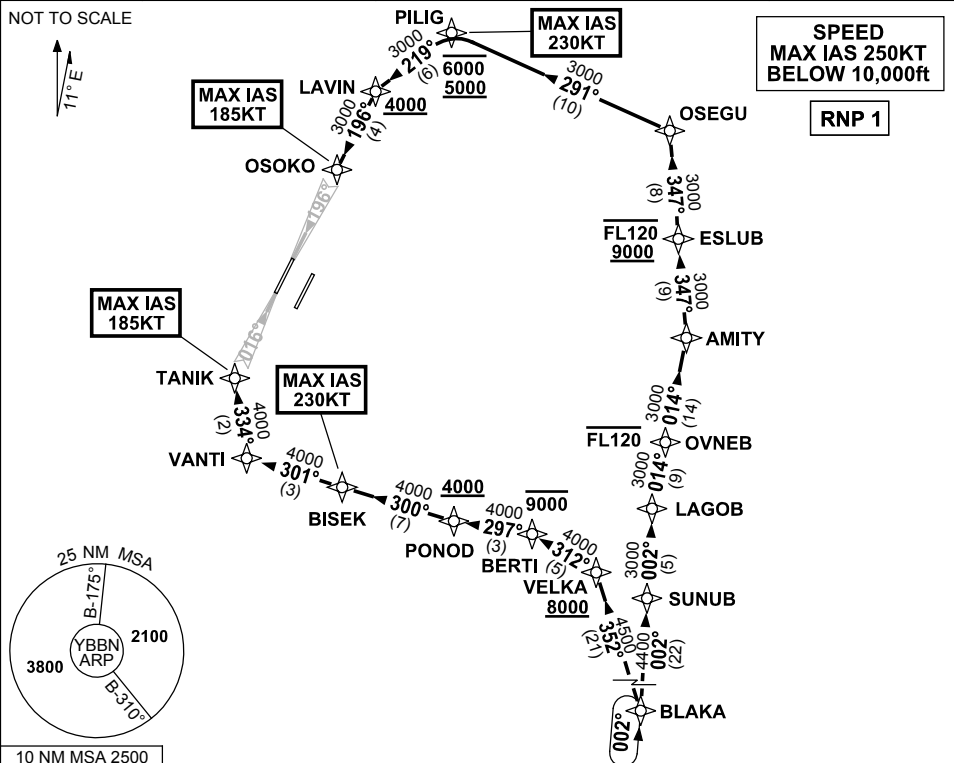 NOT TO SCALE
11° E
PILIG
MAX IAS
230KT
SPEED
MAX IAS 250KT
BELOW 10,000ft
RNP 1
3000
219°
(6)
6000
5000
3000
291°
(10)
LAVIN
4000
MAX IAS
185KT
3000
196°
(4)
OSEGU
OSOKO
196°
3000
347°
(8)
FL120
9000
ESLUB
3000
347°
(9)
MAX IAS
185KT
016°
AMITY
TANIK
MAX IAS
230KT
3000
014°
(14)
4000
334°
(2)
FL120
OVNEB
VANTI
4000
301°
(3)
3000
014°
(9)
BISEK
4000
300°
(7)
4000
PONOD
4000
297°
(3)
9000
BERTI
4000
312°
(5)
LAGOB
VELKA
8000
3000
002°
(5)
SUNUB
4500
352°
(21)
4400
002°
(22)
BLAKA
002°
25 NM MSA
B-175°
YBBN
ARP
2100
3800
B-310°
10 NM MSA 2500